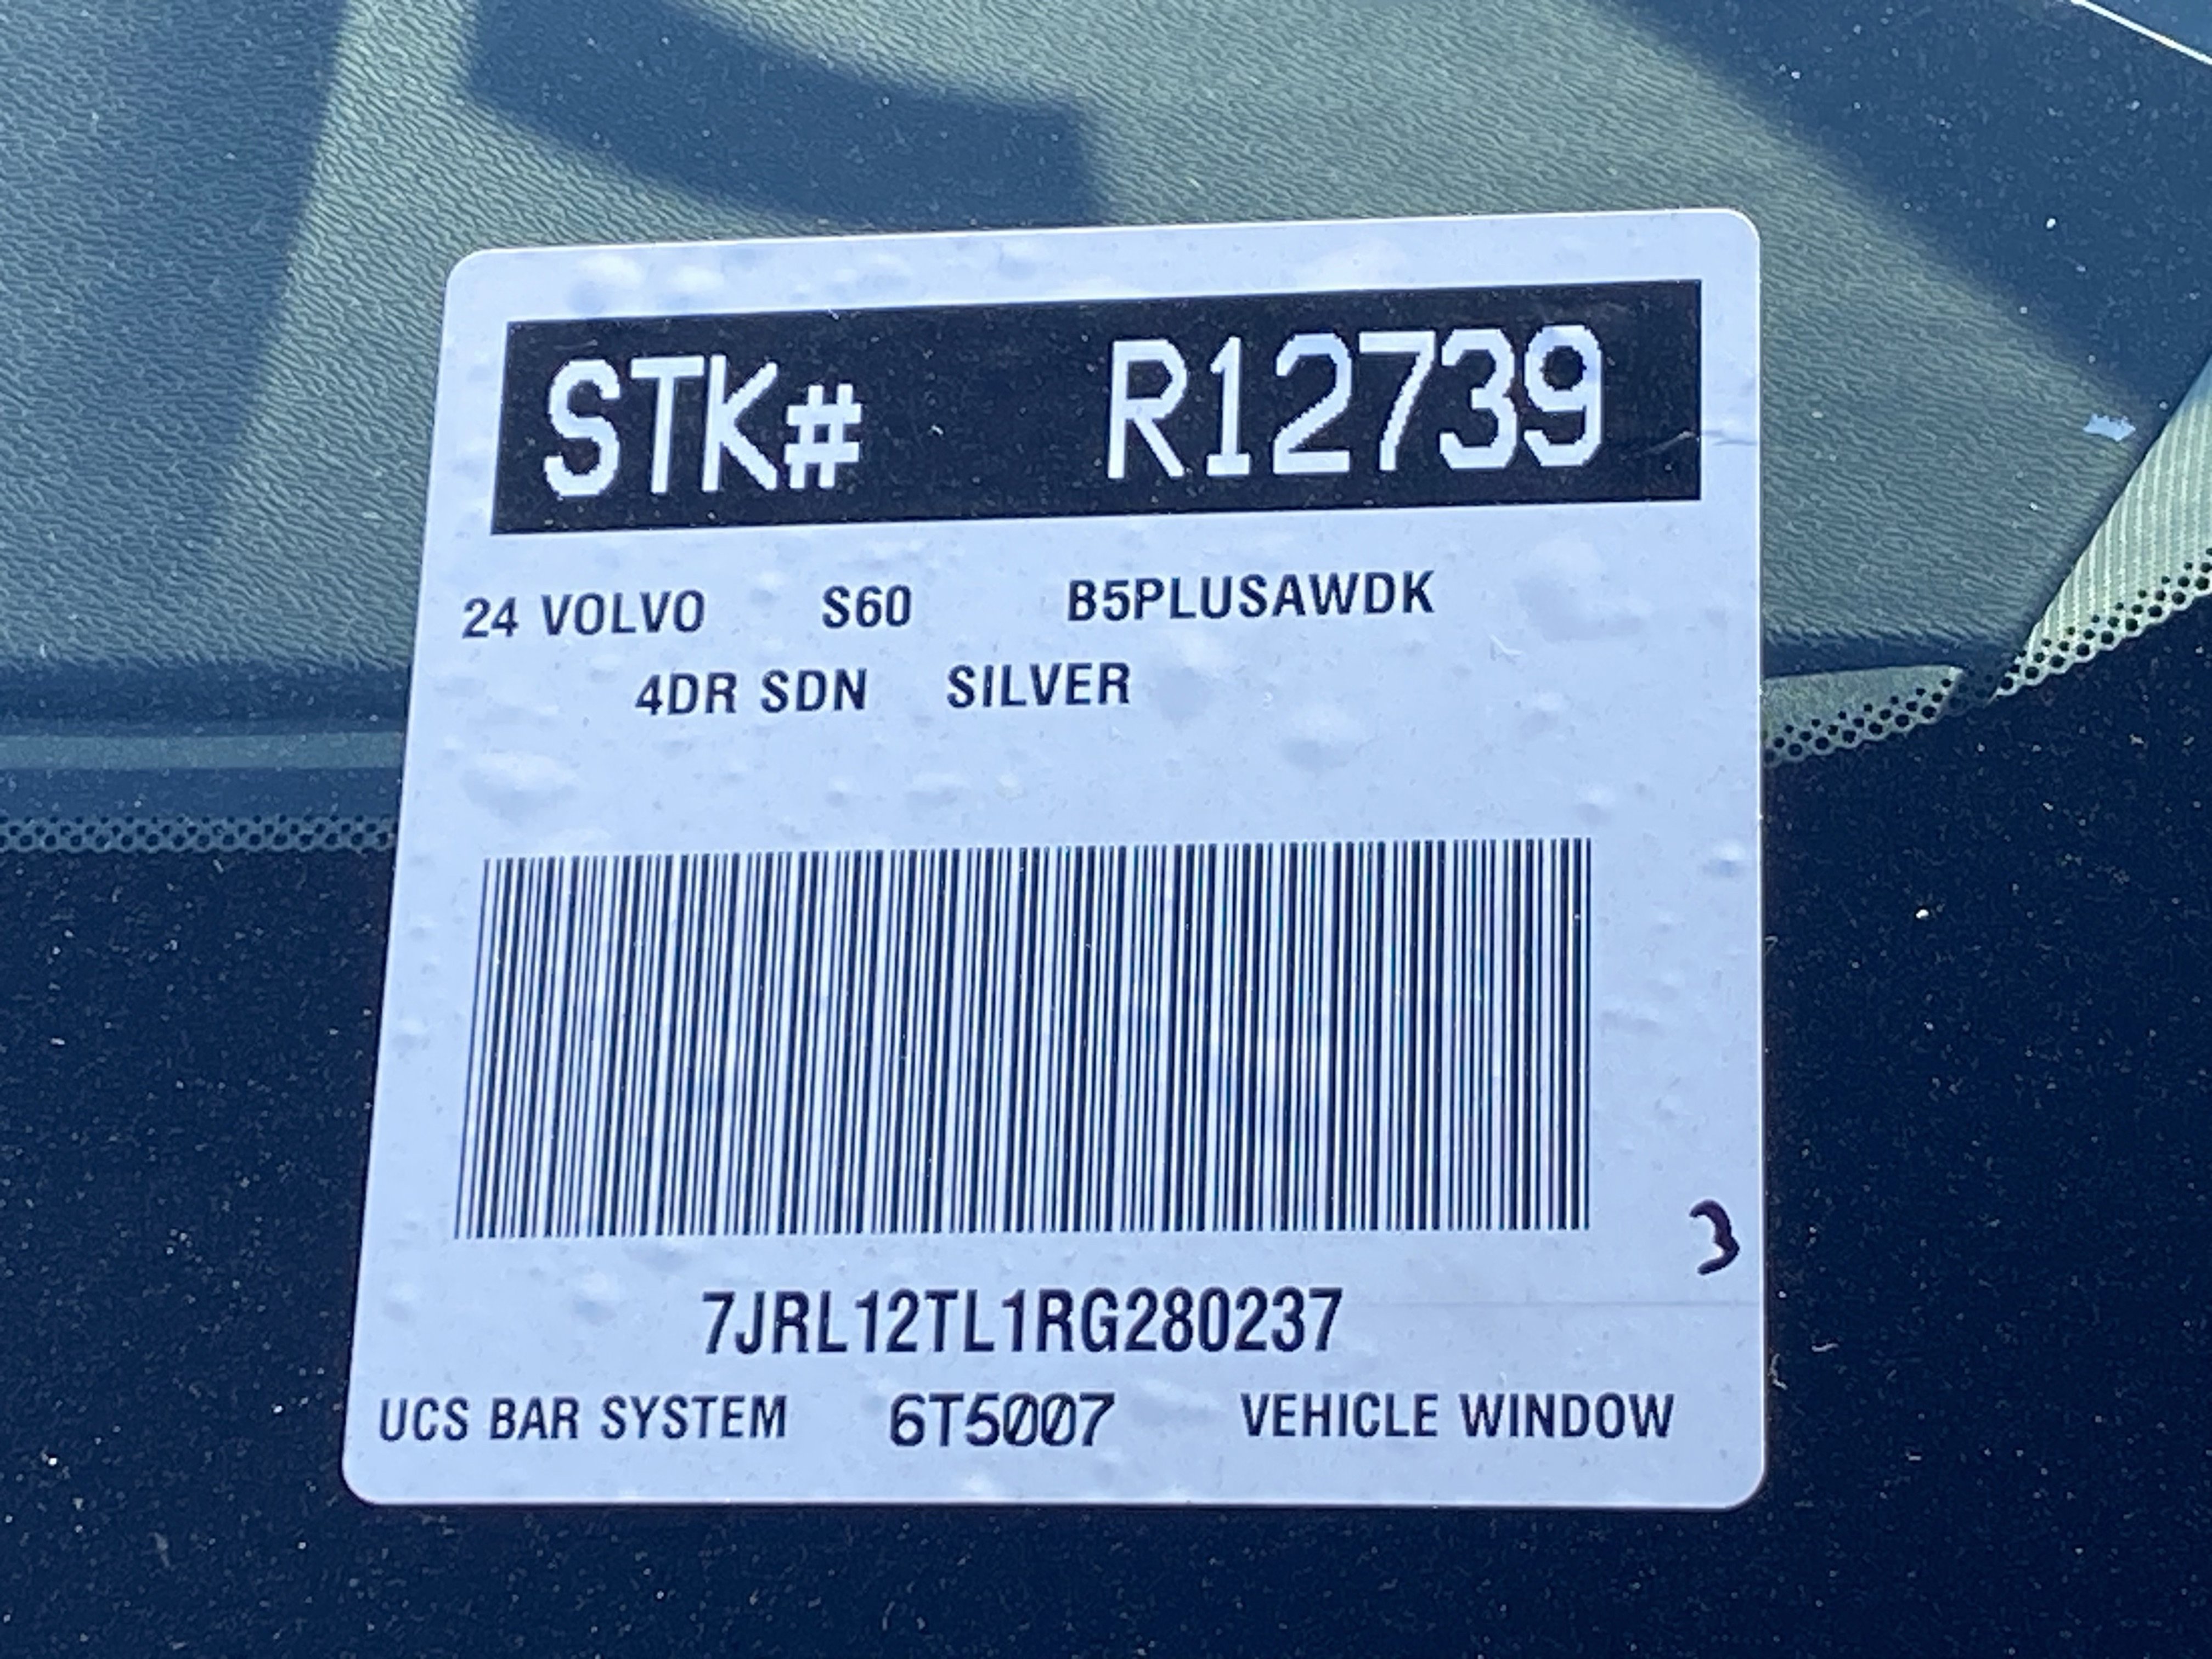 STK# R12739
24 VOLVO S60 B5PLUSAWDK
4DR SDN SILVER
3
7JRL12TL1RG280237
UCS BAR SYSTEM 6T5007 VEHICLE WINDOW